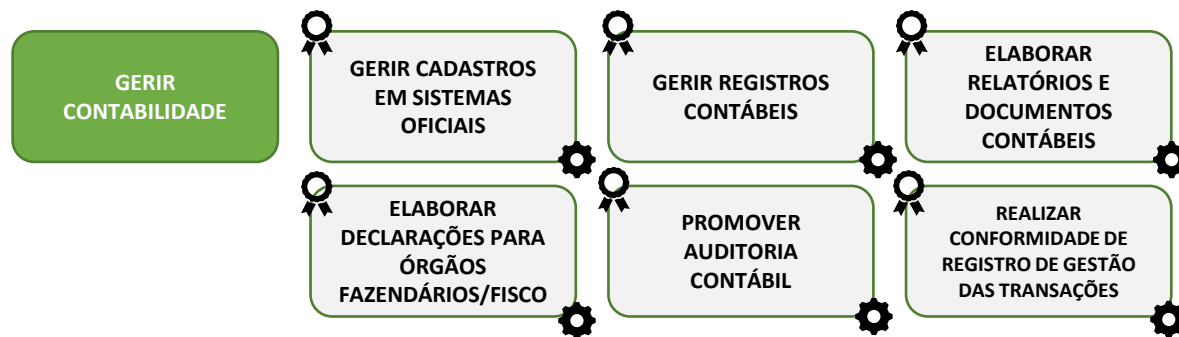 GERIR
CONTABILIDADE
GERIR CADASTROS
EM SISTEMAS
OFICIAIS
GERIR REGISTROS
CONTÁBEIS
ELABORAR
RELATÓRIOS E
DOCUMENTOS
CONTÁBEIS
ELABORAR
DECLARAÇÕES PARA
ÓRGÃOS
FAZENDÁRIOS/FISCO
PROMOVER
AUDITORIA
CONTÁBIL
REALIZAR
CONFORMIDADE DE
REGISTRO DE GESTÃO
DAS TRANSAÇÕES